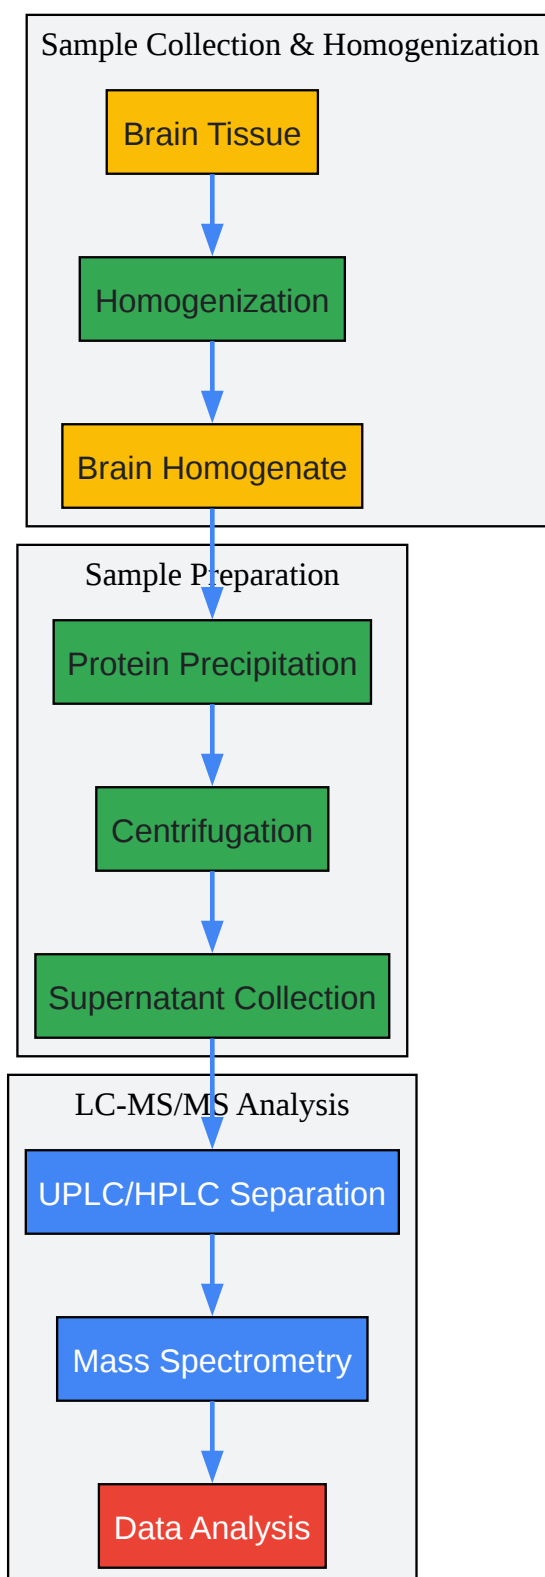 Sample Collection & Homogenization
Brain Tissue
Homogenization
Brain Homogenate
Sample Preparation
Protein Precipitation
Centrifugation
Supernatant Collection
LC-MS/MS Analysis
UPLC/HPLC Separation
Mass Spectrometry
Data Analysis